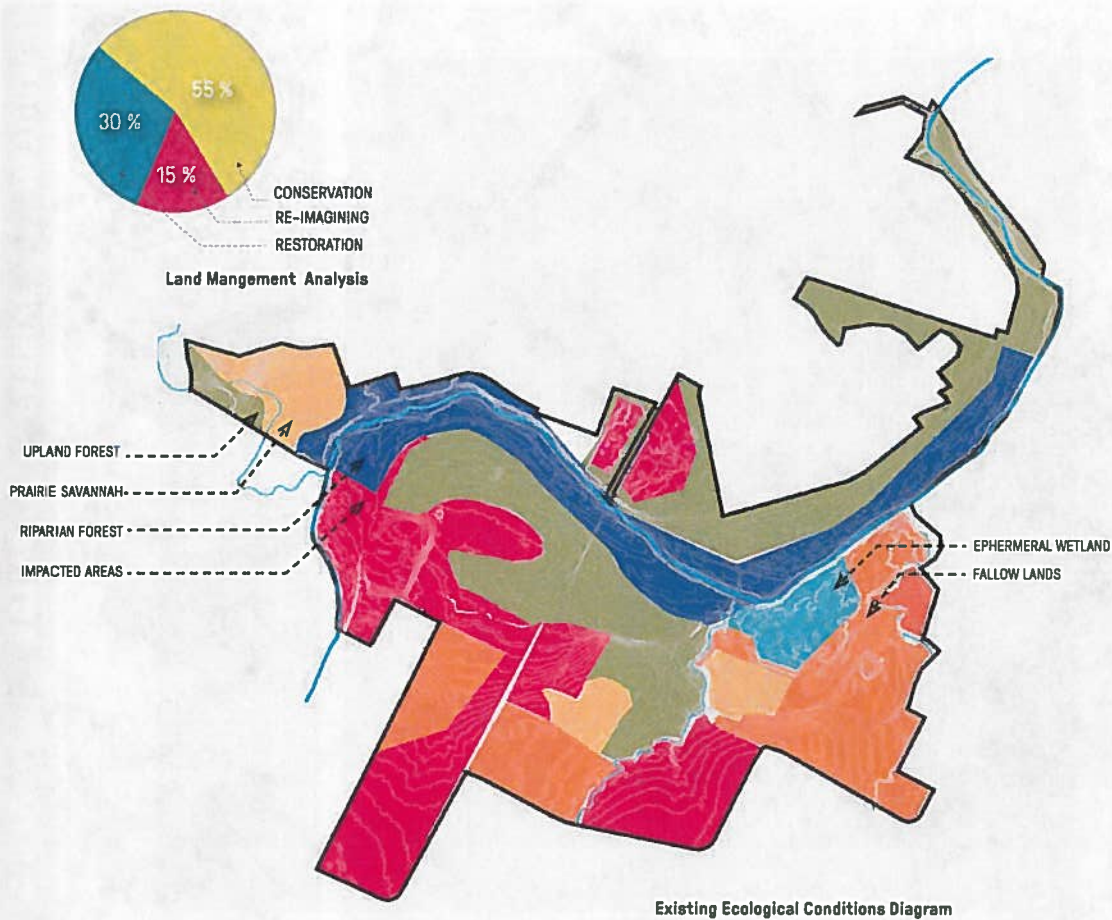 55 %
30 %
15 %
CONSERVATION
RE-IMAGINING
RESTORATION
Land Mangement Analysis
UPLAND FOREST
PRAIRIE SAVANNAH
RIPARIAN FOREST
IMPACTED AREAS
EPHERMERAL WETLAND
FALLOW LANDS
Existing Ecological Conditions Diagram